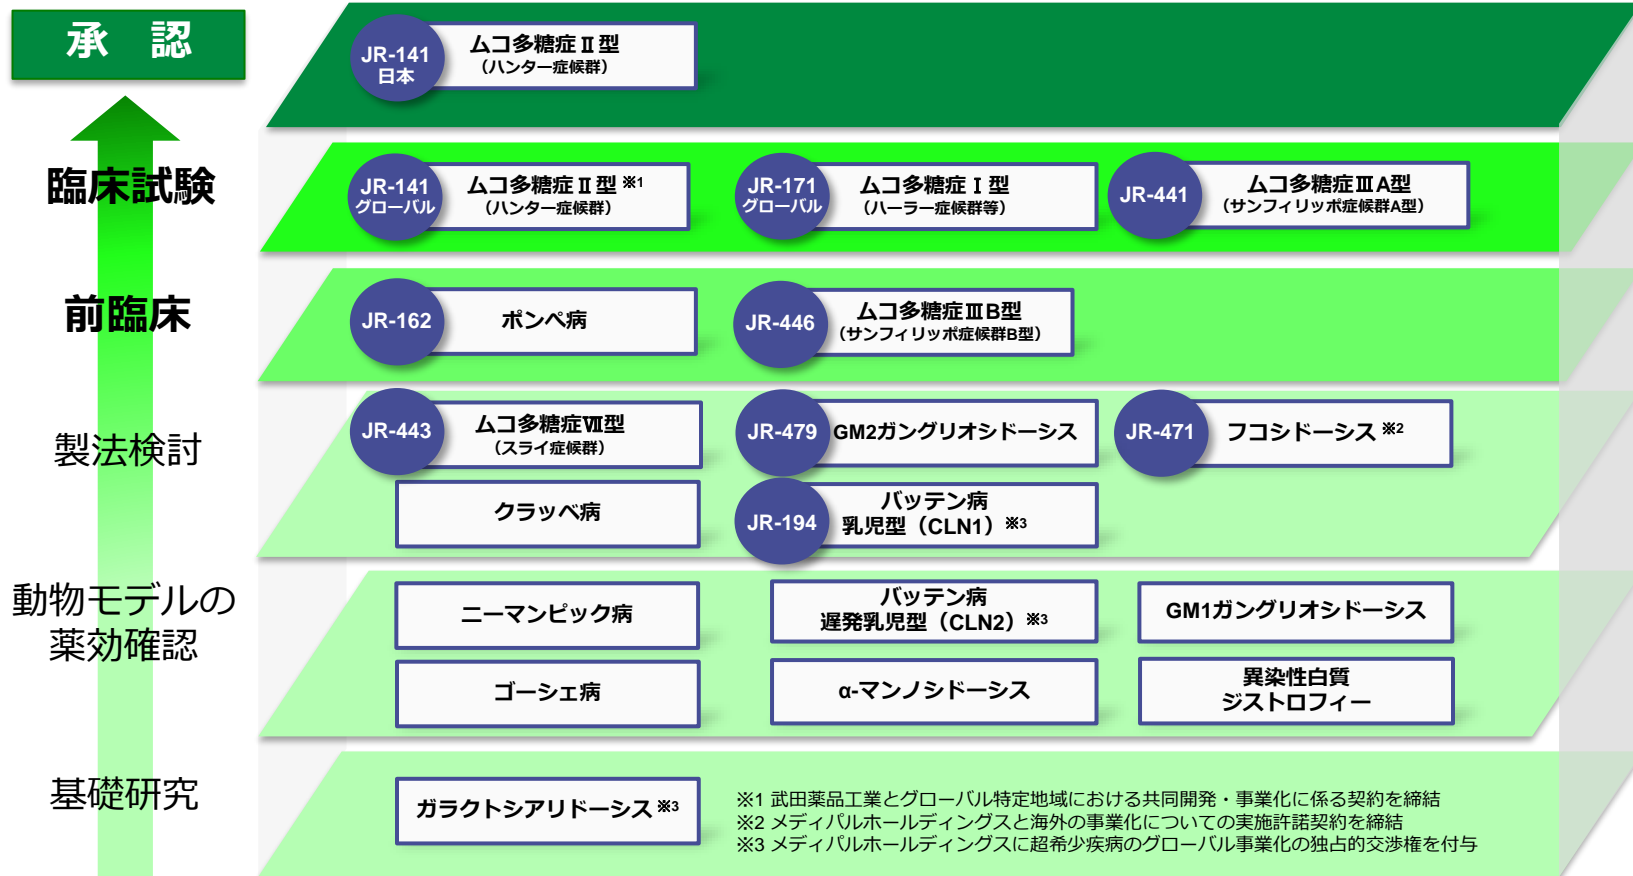 承　認
JR-141
日本
ムコ多糖症Ⅱ型
（ハンター症候群）
臨床試験
JR-141
グローバル
ムコ多糖症Ⅱ型※1
（ハンター症候群）
JR-171
グローバル
ムコ多糖症Ⅰ型
（ハーラー症候群等）
JR-441
ムコ多糖症ⅢA型
（サンフィリッポ症候群A型）
前臨床
JR-162
ポンペ病
JR-446
ムコ多糖症ⅢB型
（サンフィリッポ症候群B型）
製法検討
JR-443
ムコ多糖症Ⅶ型
（スライ症候群）
JR-479
GM2ガングリオシドーシス
JR-471
フコシドーシス※2
クラッベ病
JR-194
バッテン病
乳児型（CLN1）※3
動物モデルの
薬効確認
ニーマンピック病
バッテン病
遅発乳児型（CLN2）※3
GM1ガングリオシドーシス
ゴーシェ病
α-マンノシドーシス
異染性白質
ジストロフィー
基礎研究
ガラクトシアリドーシス※3
※1 武田薬品工業とグローバル特定地域における共同開発・事業化に係る契約を締結
※2 メディパルホールディングスと海外の事業化についての実施許諾契約を締結
※3 メディパルホールディングスに超希少疾病のグローバル事業化の独占的交渉権を付与